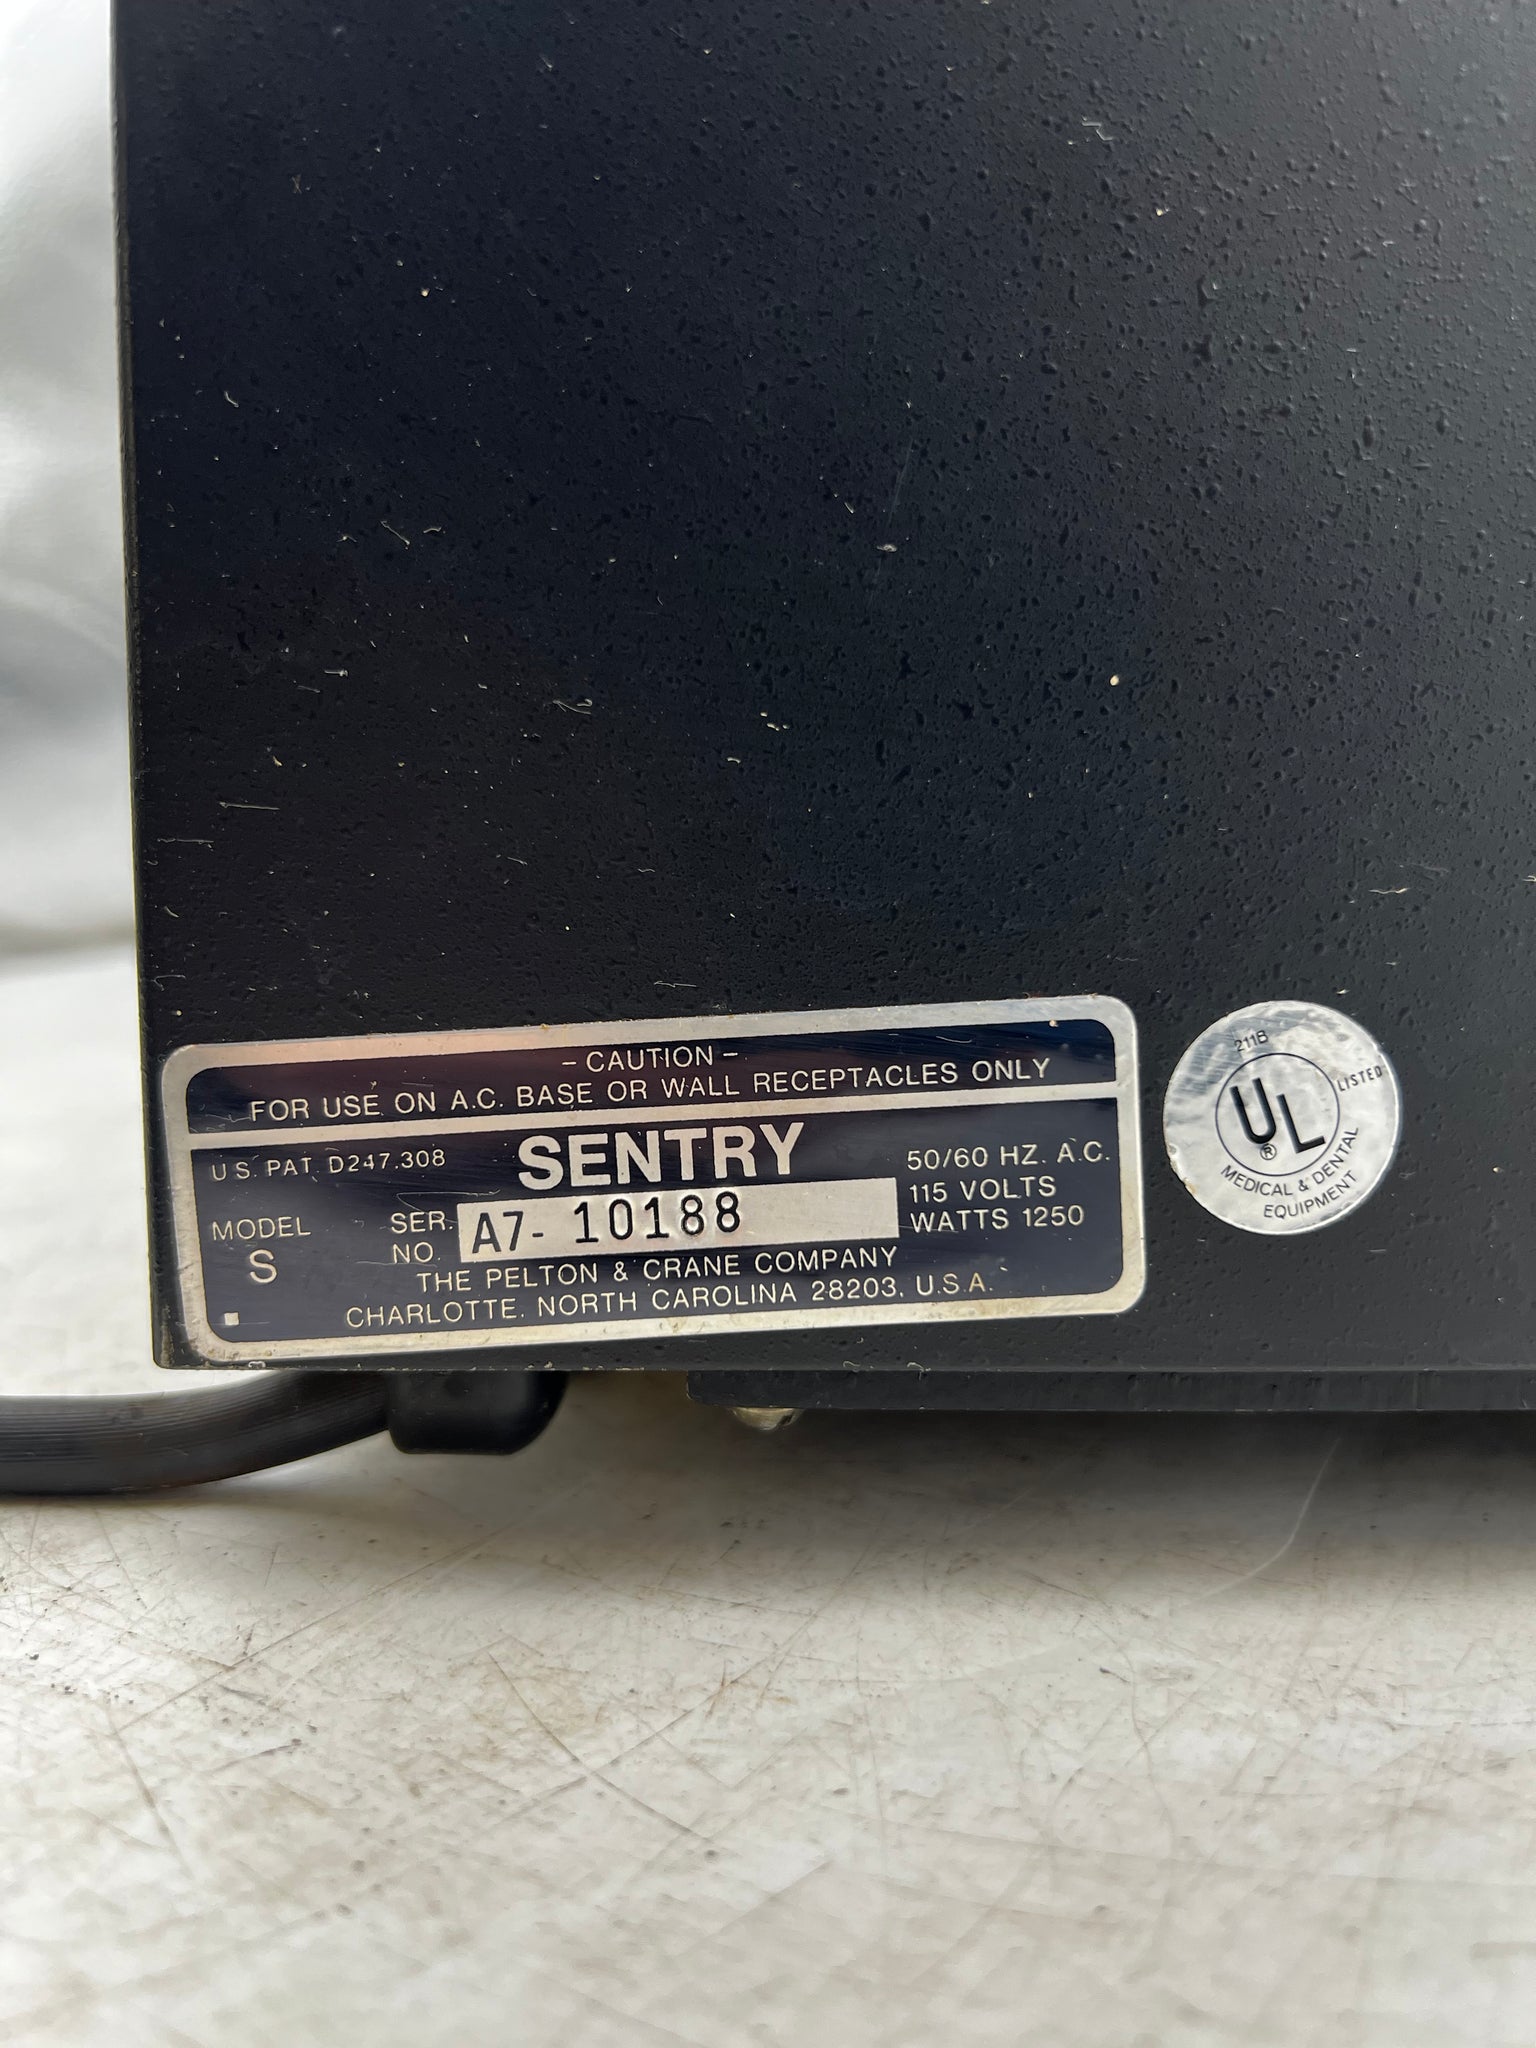 - CAUTION -
FOR USE ON A.C. BASE OR WALL RECEPTACLES ONLY
U.S. PAT. D247,308
SENTRY
50/60 HZ. A.C.
115 VOLTS
WATTS 1250
MODEL
S
SER.
NO.
A7- 10188
THE PELTON & CRANE COMPANY
CHARLOTTE, NORTH CAROLINA 28203, U.S.A.
211B
UL
®
LISTED
MEDICAL & DENTAL
EQUIPMENT